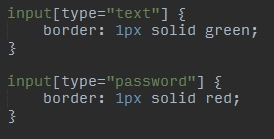 input[type="text"] {
    border: 1px solid green;
}

input[type="password"] {
    border: 1px solid red;
}